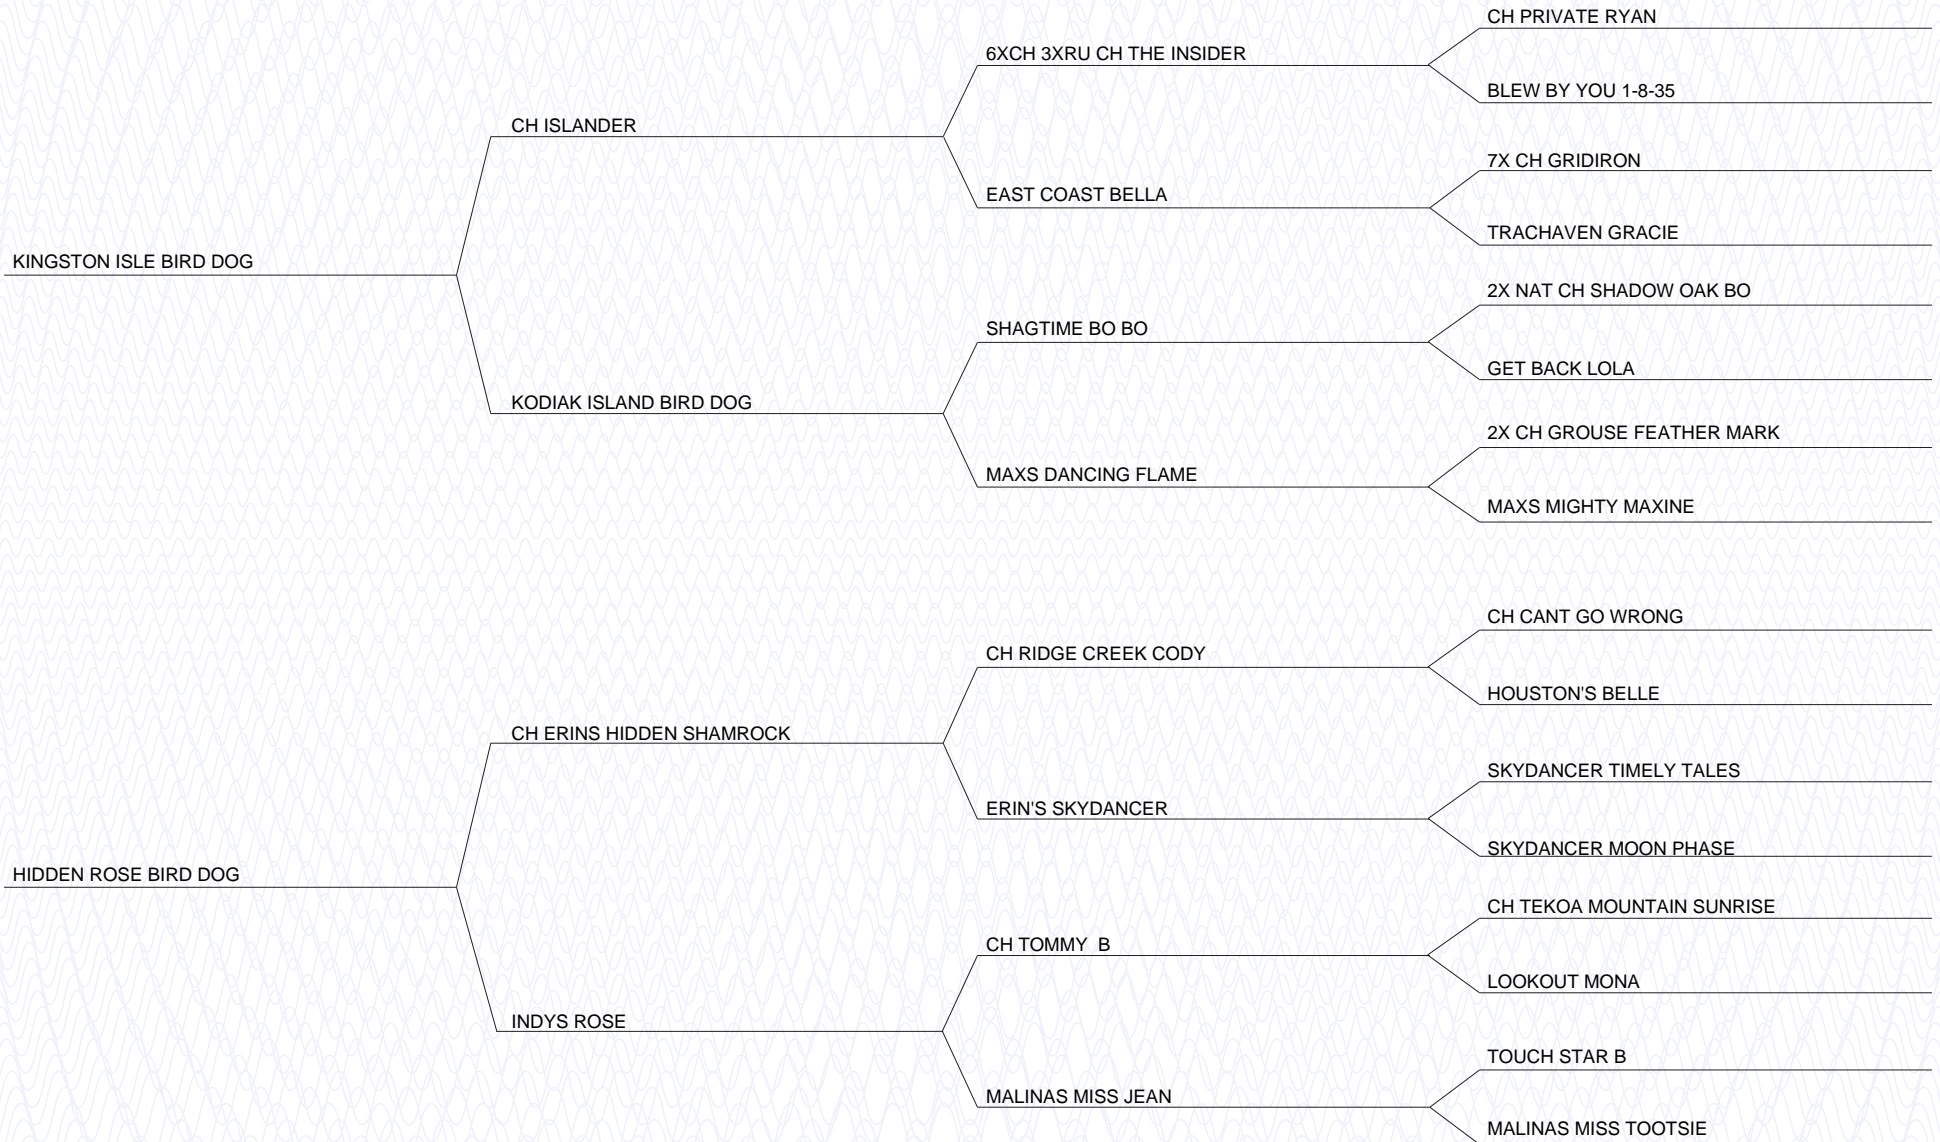 CH PRIVATE RYAN
6XCH 3XRU CH THE INSIDER
BLEW BY YOU 1-8-35
CH ISLANDER
7X CH GRIDIRON
EAST COAST BELLA
TRACHAVEN GRACIE
KINGSTON ISLE BIRD DOG
2X NAT CH SHADOW OAK BO
SHAGTIME BO BO
GET BACK LOLA
KODIAK ISLAND BIRD DOG
2X CH GROUSE FEATHER MARK
MAXS DANCING FLAME
MAXS MIGHTY MAXINE
CH CANT GO WRONG
CH RIDGE CREEK CODY
HOUSTON'S BELLE
CH ERINS HIDDEN SHAMROCK
SKYDANCER TIMELY TALES
ERIN'S SKYDANCER
SKYDANCER MOON PHASE
HIDDEN ROSE BIRD DOG
CH TEKOA MOUNTAIN SUNRISE
CH TOMMY  B
LOOKOUT MONA
INDYS ROSE
TOUCH STAR B
MALINAS MISS JEAN
MALINAS MISS TOOTSIE